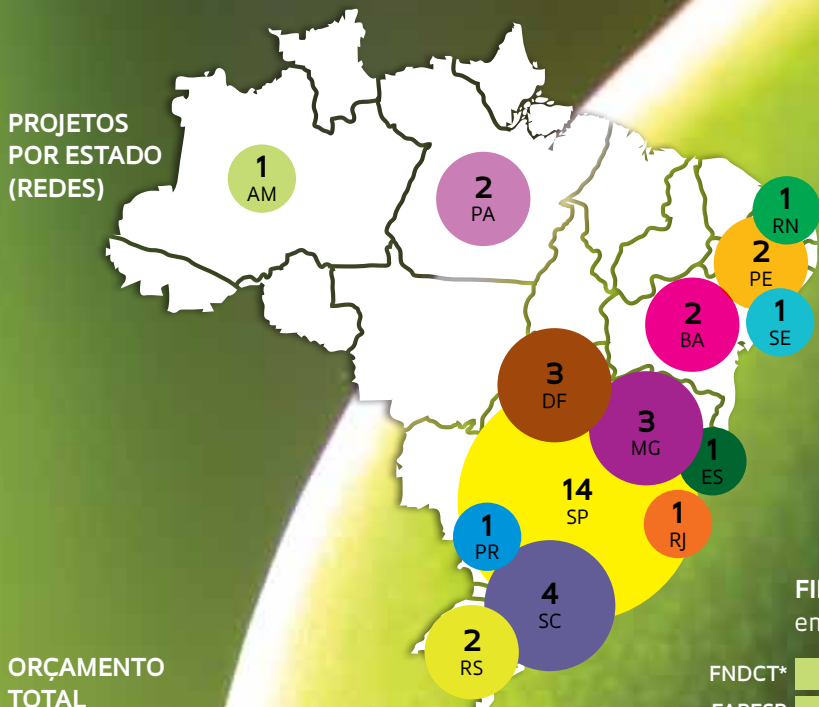 PROJETOS
POR ESTADO
(REDES)
1
AM
2
PA
1
RN
2
PE
1
SE
2
BA
3
DF
3
MG
1
ES
14
SP
1
RJ
1
PR
4
SC
2
RS
ORÇAMENTO
TOTAL
FNDCT*